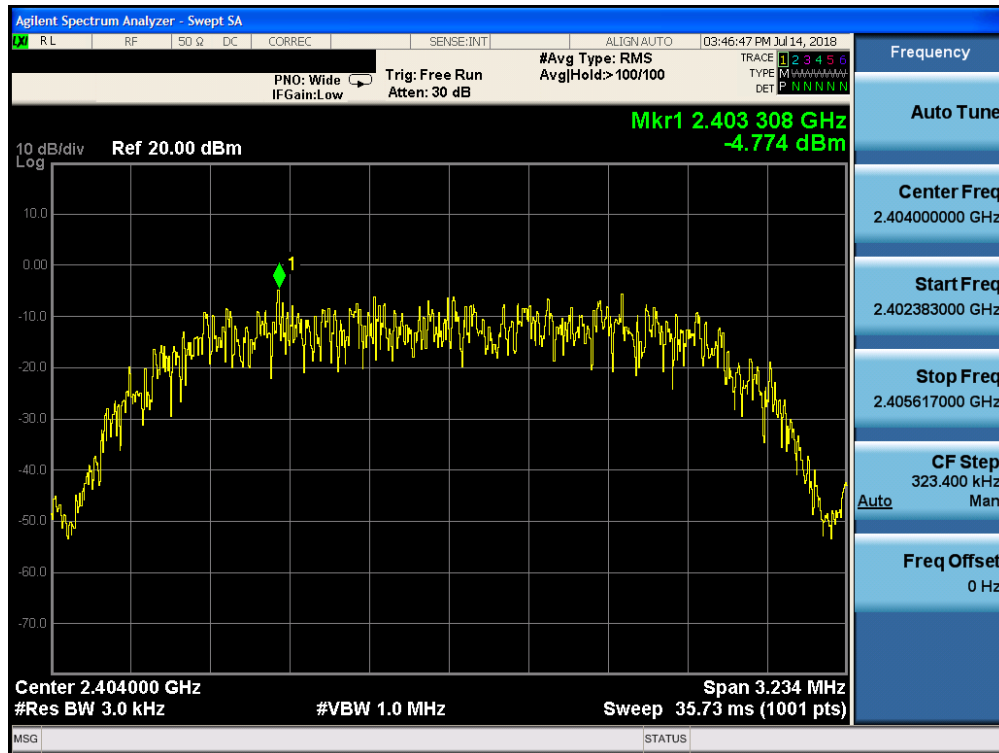 Agilent Spectrum Analyzer - Swept SA
LXI RL RF 50 Ω DC CORREC SENSE:INT ALIGNAUTO 03:46:47 PM Jul 14, 2018
PNO: Wide
IFGain:Low
Trig: Free Run
Atten: 30 dB
#Avg Type: RMS
Avg|Hold:> 100/100
TRACE 1 2 3 4 5 6
TYPE M
DET P N N N N N
Mkr1 2.403 308 GHz
-4.774 dBm
10 dB/div Ref 20.00 dBm
Log
10.0
0.00
1
-10.0
-20.0
-30.0
-40.0
-50.0
-60.0
-70.0
Center 2.404000 GHz Span 3.234 MHz
#Res BW 3.0 kHz #VBW 1.0 MHz Sweep 35.73 ms (1001 pts)
MSG STATUS
Frequency
Auto Tune
Center Freq
2.404000000 GHz
Start Freq
2.402383000 GHz
Stop Freq
2.405617000 GHz
CF Step
323.400 kHz
Auto Man
Freq Offset
0 Hz